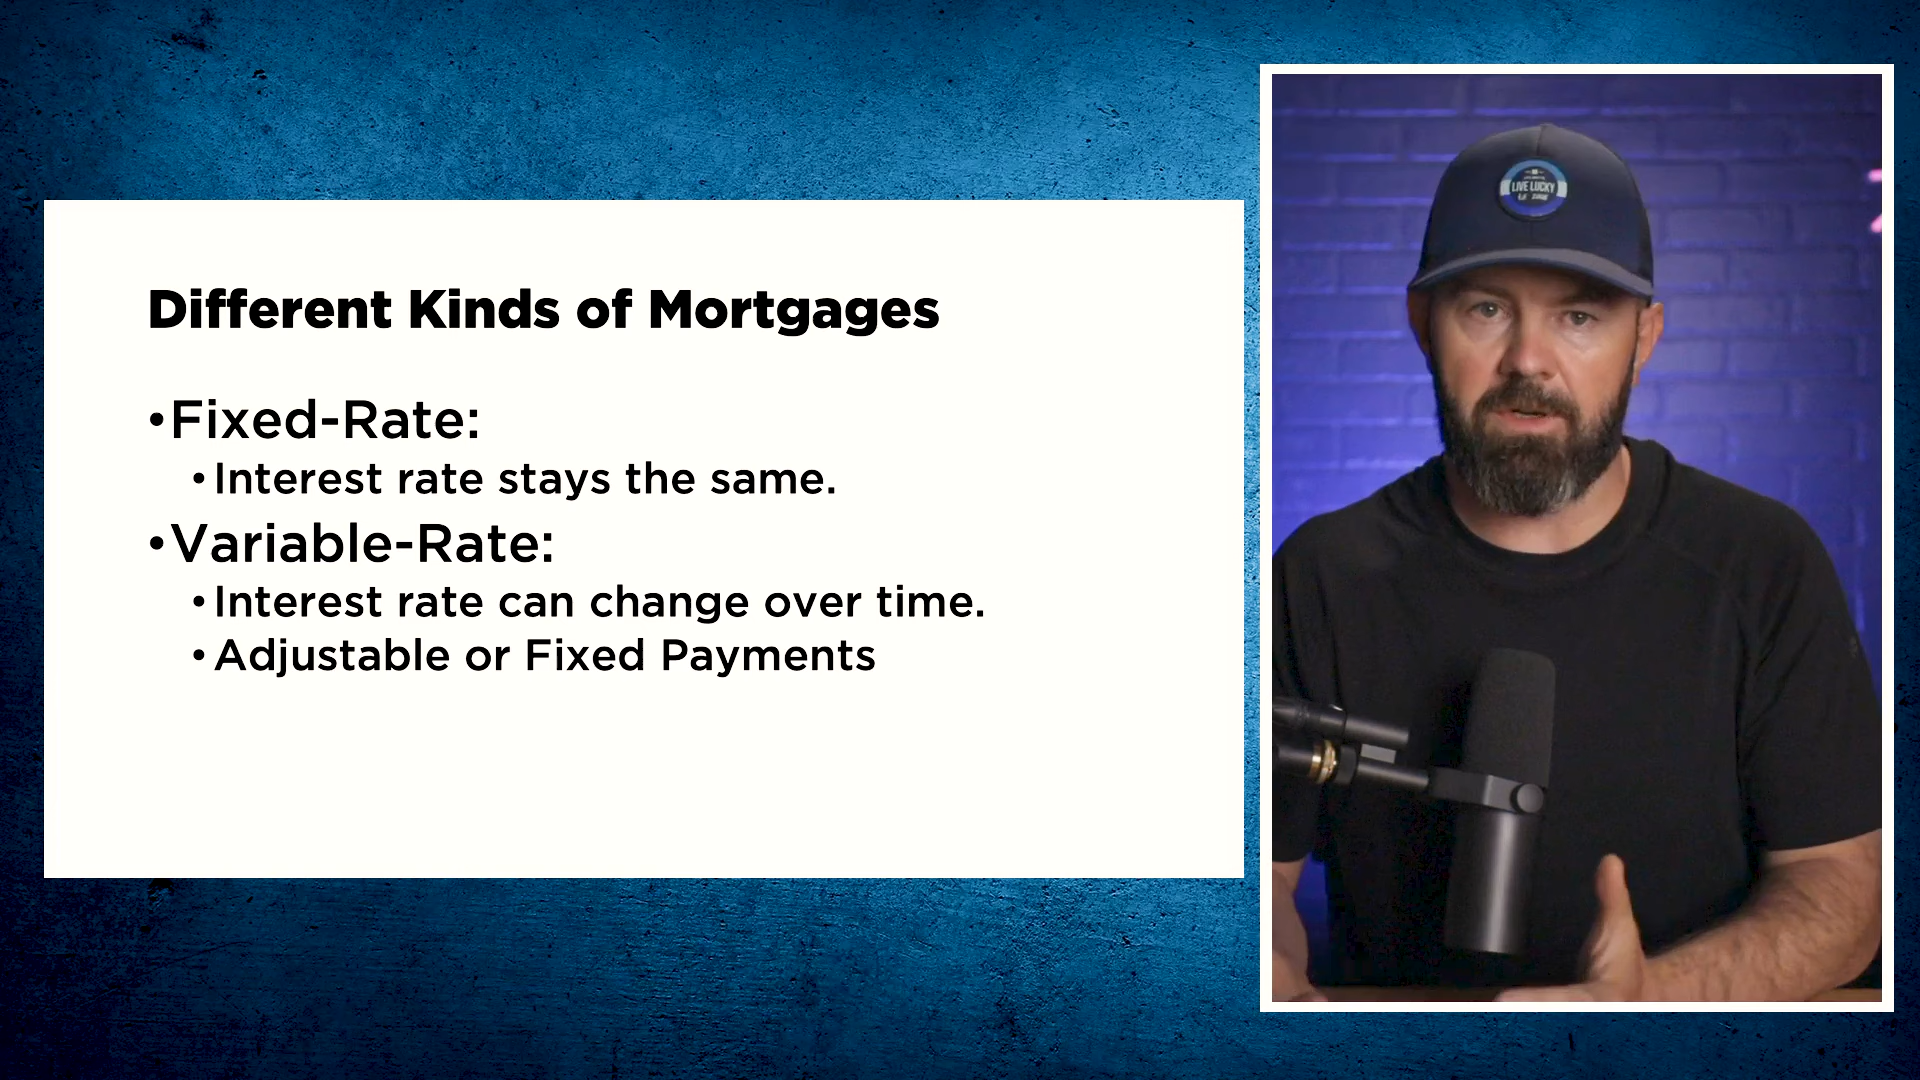 Different Kinds of Mortgages
•Fixed-Rate:
•Interest rate stays the same.
•Variable-Rate:
•Interest rate can change over time.
•Adjustable or Fixed Payments
LIVE LUCKY